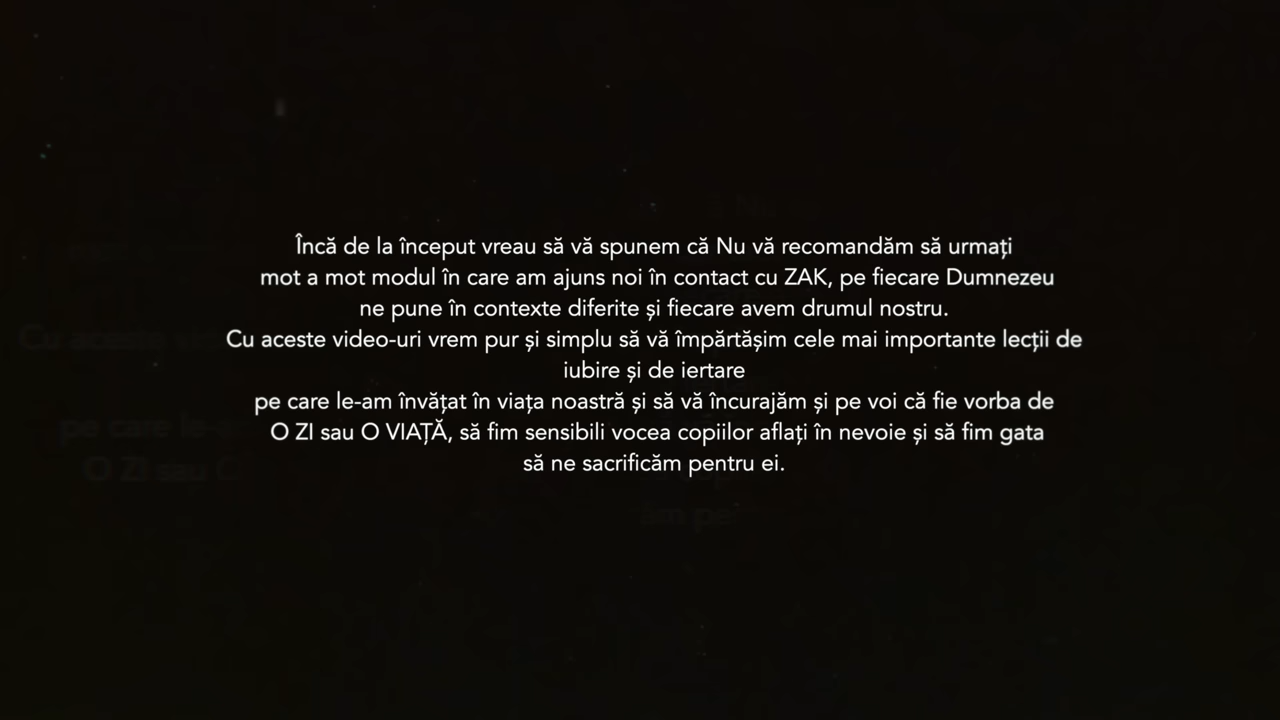 Încă de la început vreau să vă spunem că Nu vă recomandăm să urmați
mot a mot modul în care am ajuns noi în contact cu ZAK, pe fiecare Dumnezeu
ne pune în contexte diferite și fiecare avem drumul nostru.
Cu aceste video-uri vrem pur și simplu să vă împărtășim cele mai importante lecții de
iubire și de iertare
pe care le-am învățat în viața noastră și să vă încurajăm și pe voi că fie vorba de
O ZI sau O VIAȚĂ, să fim sensibili vocea copiilor aflați în nevoie și să fim gata
să ne sacrificăm pentru ei.